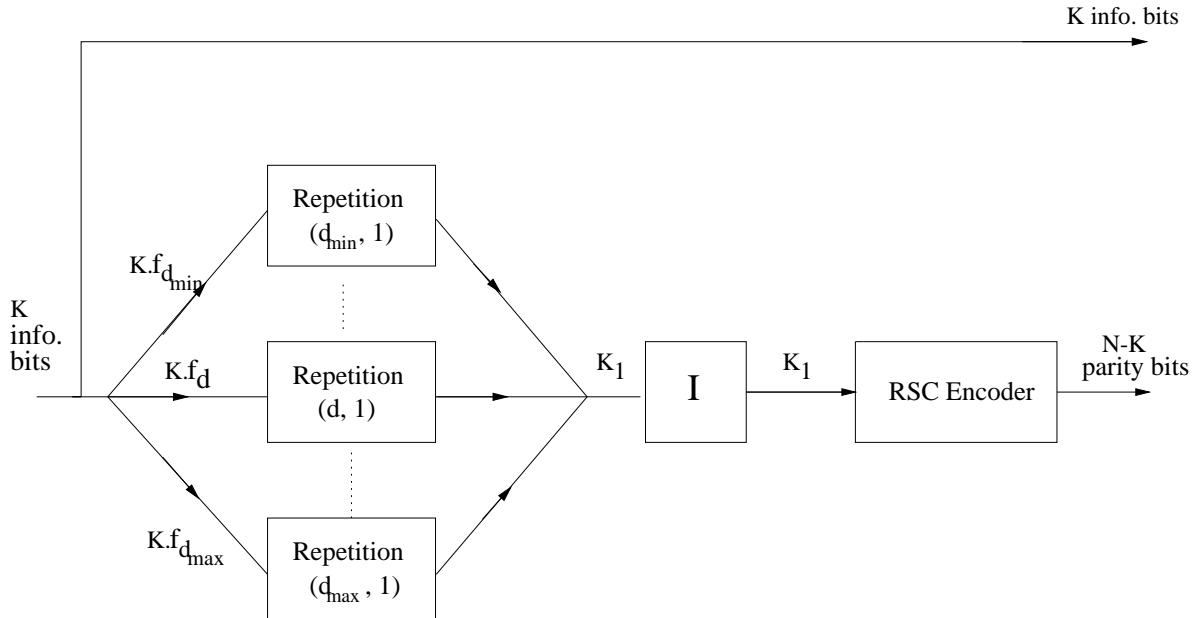 K info. bits
Repetition
(d_min, 1)
K.f_d_min
K
info.
bits
K.f_d
Repetition
(d, 1)
K_1
I
K_1
RSC Encoder
N-K
parity bits
K.f_d_max
Repetition
(d_max, 1)